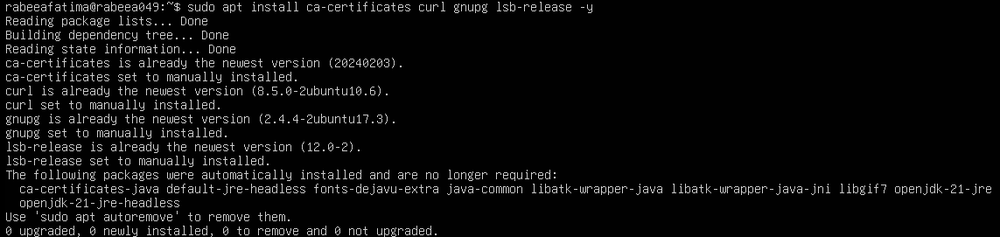 rabeeafatima@rabeea049:~$ sudo apt install ca-certificates curl gnupg lsb-release -y
Reading package lists... Done
Building dependency tree... Done
Reading state information... Done
ca-certificates is already the newest version (20240203).
ca-certificates set to manually installed.
curl is already the newest version (8.5.0-2ubuntu10.6).
curl set to manually installed.
gnupg is already the newest version (2.4.4-2ubuntu17.3).
gnupg set to manually installed.
lsb-release is already the newest version (12.0-2).
lsb-release set to manually installed.
The following packages were automatically installed and are no longer required:
  ca-certificates-java default-jre-headless fonts-dejavu-extra java-common libatk-wrapper-java libatk-wrapper-java-jni libgif7 openjdk-21-jre
  openjdk-21-jre-headless
Use 'sudo apt autoremove' to remove them.
0 upgraded, 0 newly installed, 0 to remove and 0 not upgraded.